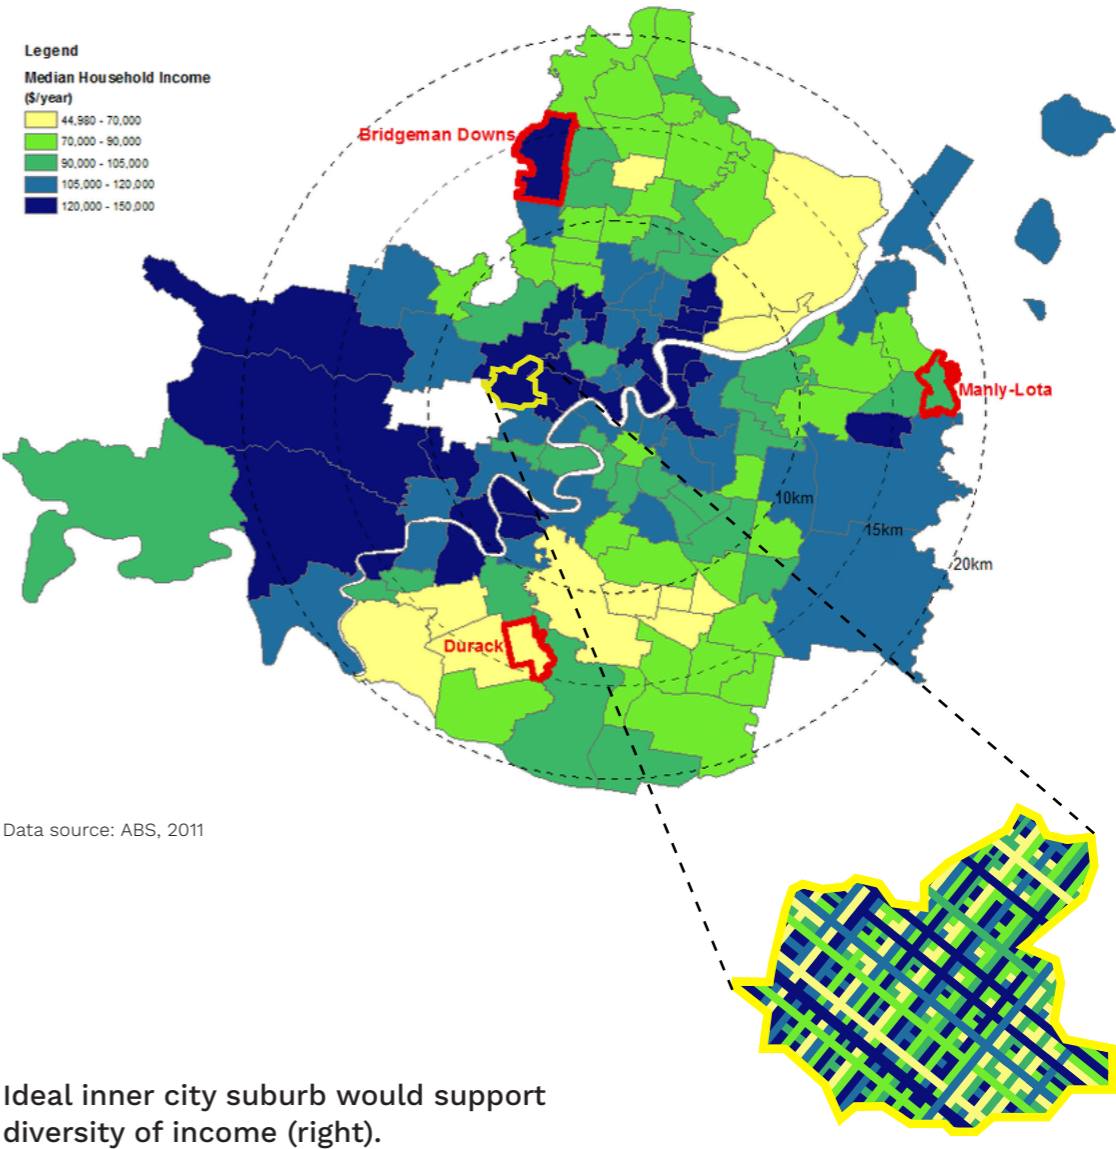 Legend
Median Household Income
($/year)
44,980 - 70,000
70,000 - 90,000
90,000 - 105,000
105,000 - 120,000
120,000 - 150,000
Bridgeman Downs
Manly-Lota
10km
15km
20km
Durack
Data source: ABS, 2011
Ideal inner city suburb would support
diversity of income (right).